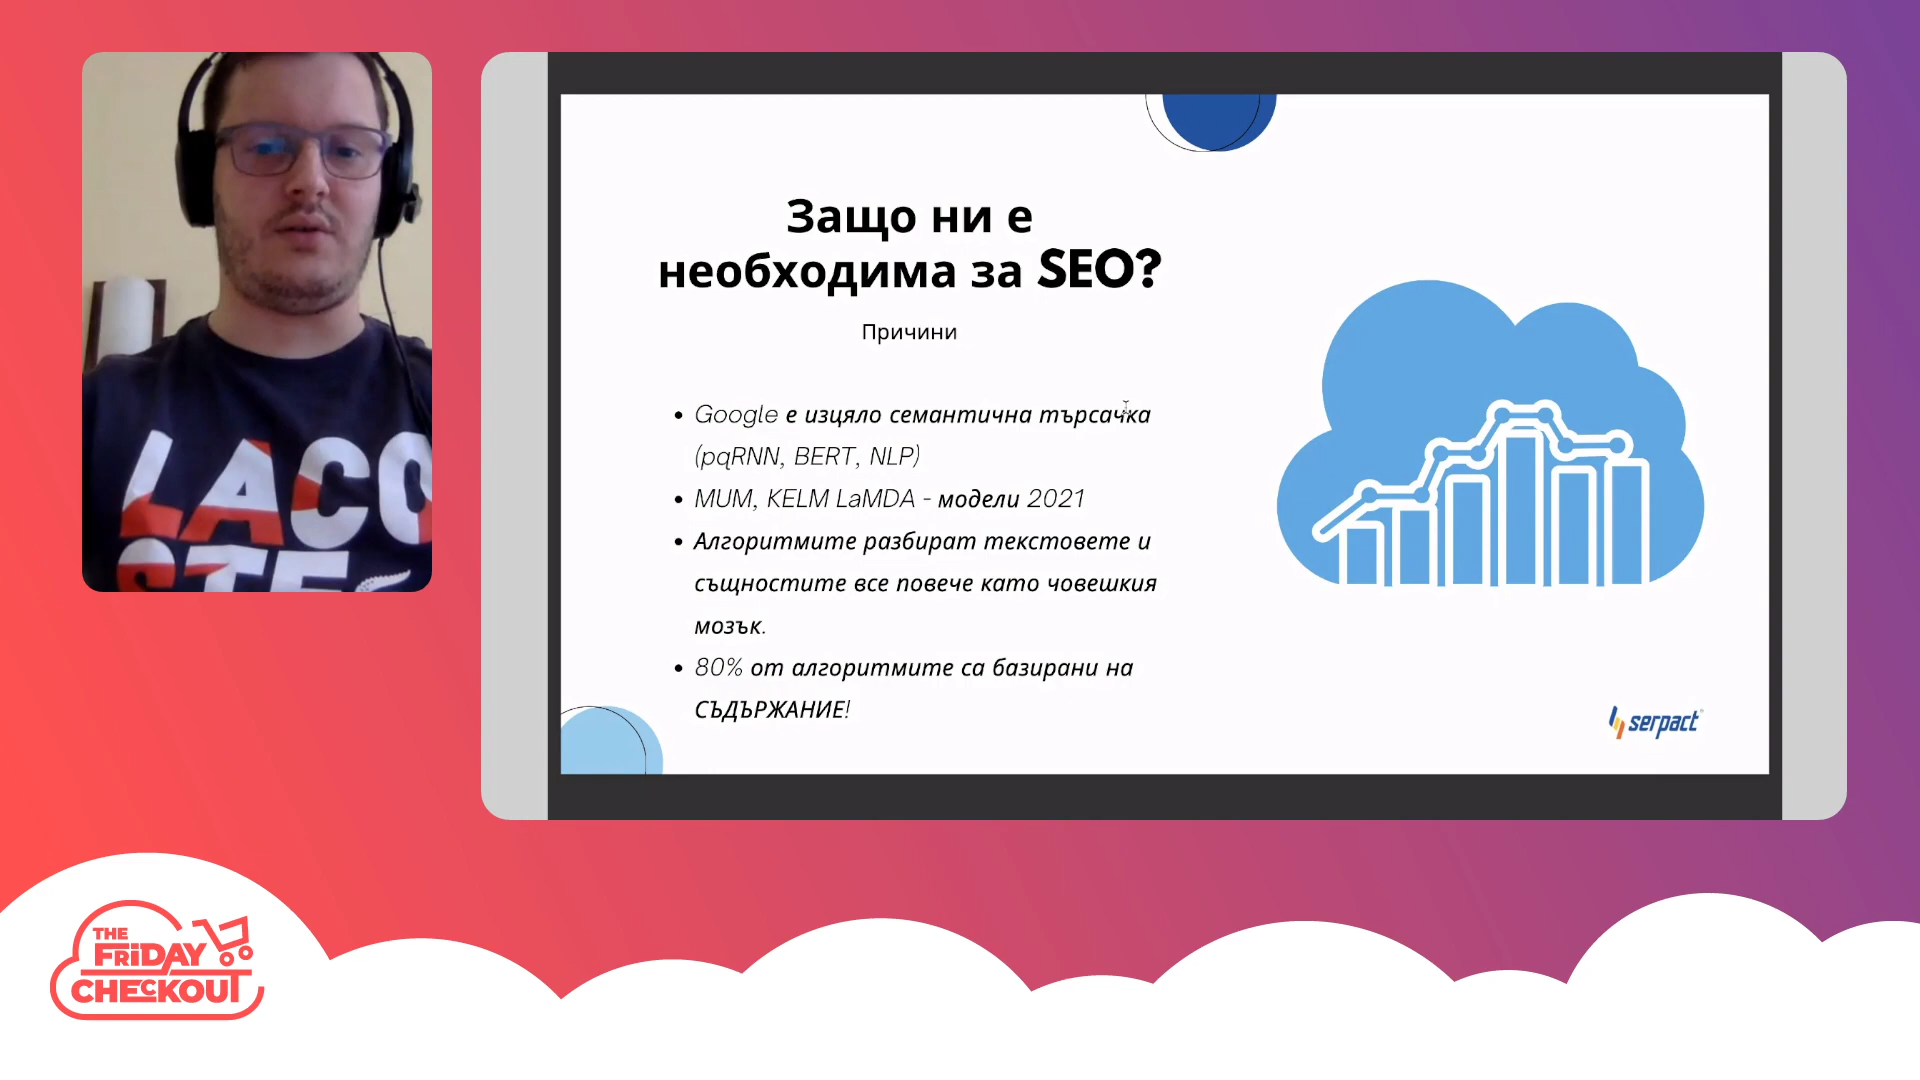 LACO
STE
Защо ни е
необходима за SEO?
Причини
Google е изцяло семантична търсачка
(pqRNN, BERT, NLP)
MUM, KELM LaMDA - модели 2021
Алгоритмите разбират текстовете и
същностите все повече като човешкия
мозък.
80% от алгоритмите са базирани на
СЪДЪРЖАНИЕ!
serpact
THE
FRIDAY
CHECKOUT